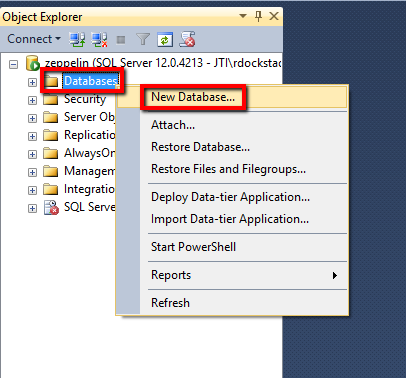 Object Explorer
Connect
zeppelin (SQL Server 12.0.4213 - JTI\rdocksta
Databases
New Database...
Security
Server Ob
Attach...
Replicatio
Restore Database...
AlwaysOn
Restore Files and Filegroups...
Managem
Integration
Deploy Data-tier Application...
SQL Serve
Import Data-tier Application...
Start PowerShell
Reports
Refresh